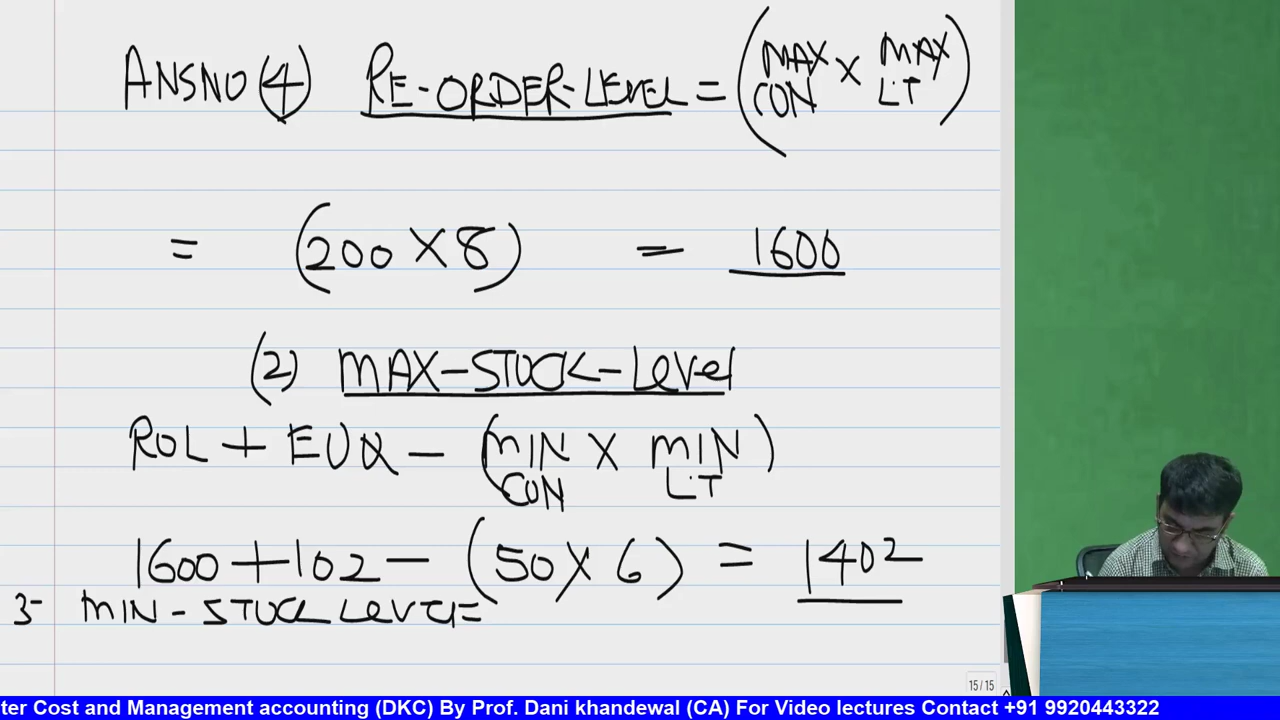 ANSNO (4) RE-ORDER-LEVEL = (MAX CON X MAX L.T)
= (200 X 8) = 1600
(2) MAX-STOCK-LEVEL
ROL + EOQ - (MIN CON X MIN L.T)
1600 + 102 - (50 X 6) = 1402
3- MIN-STOCK LEVEL=
15/15
ter Cost and Management accounting (DKC) By Prof. Dani khandewal (CA) For Video lectures Contact +91 9920443322